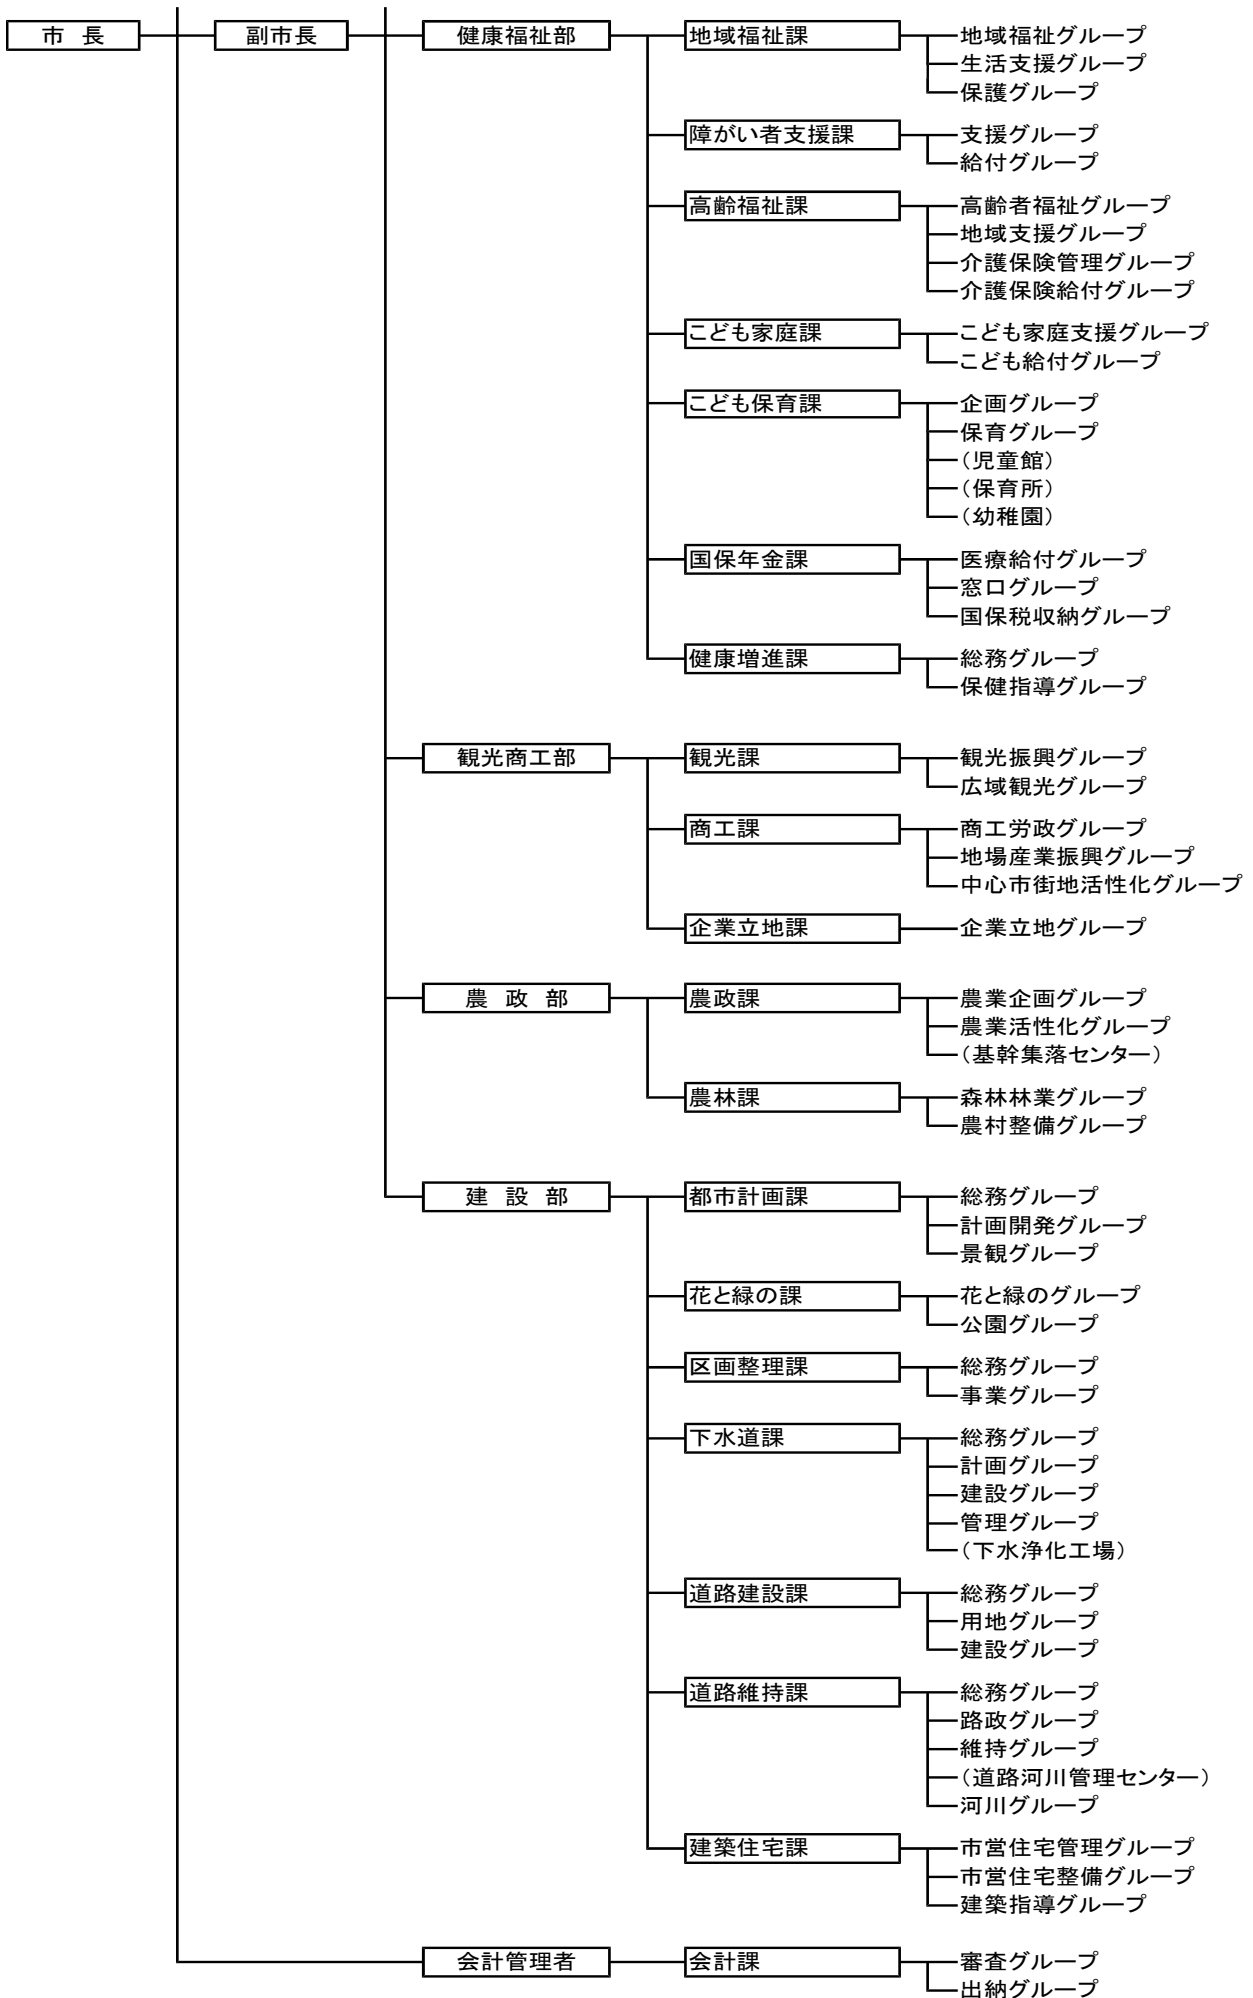 市 長 副市長 健康福祉部 地域福祉課 地域福祉グループ
生活支援グループ
保護グループ
障がい者支援課 支援グループ
給付グループ
高齢福祉課 高齢者福祉グループ
地域支援グループ
介護保険管理グループ
介護保険給付グループ
こども家庭課 こども家庭支援グループ
こども給付グループ
こども保育課 企画グループ
保育グループ
（児童館）
（保育所）
（幼稚園）
国保年金課 医療給付グループ
窓口グループ
国保税収納グループ
健康増進課 総務グループ
保健指導グループ
観光商工部 観光課 観光振興グループ
広域観光グループ
商工課 商工労政グループ
地場産業振興グループ
中心市街地活性化グループ
企業立地課 企業立地グループ
農 政 部 農政課 農業企画グループ
農業活性化グループ
（基幹集落センター）
農林課 森林林業グループ
農村整備グループ
建 設 部 都市計画課 総務グループ
計画開発グループ
景観グループ
花と緑の課 花と緑のグループ
公園グループ
区画整理課 総務グループ
事業グループ
下水道課 総務グループ
計画グループ
建設グループ
管理グループ
（下水浄化工場）
道路建設課 総務グループ
用地グループ
建設グループ
道路維持課 総務グループ
路政グループ
維持グループ
（道路河川管理センター）
河川グループ
建築住宅課 市営住宅管理グループ
市営住宅整備グループ
建築指導グループ
会計管理者 会計課 審査グループ
出納グループ